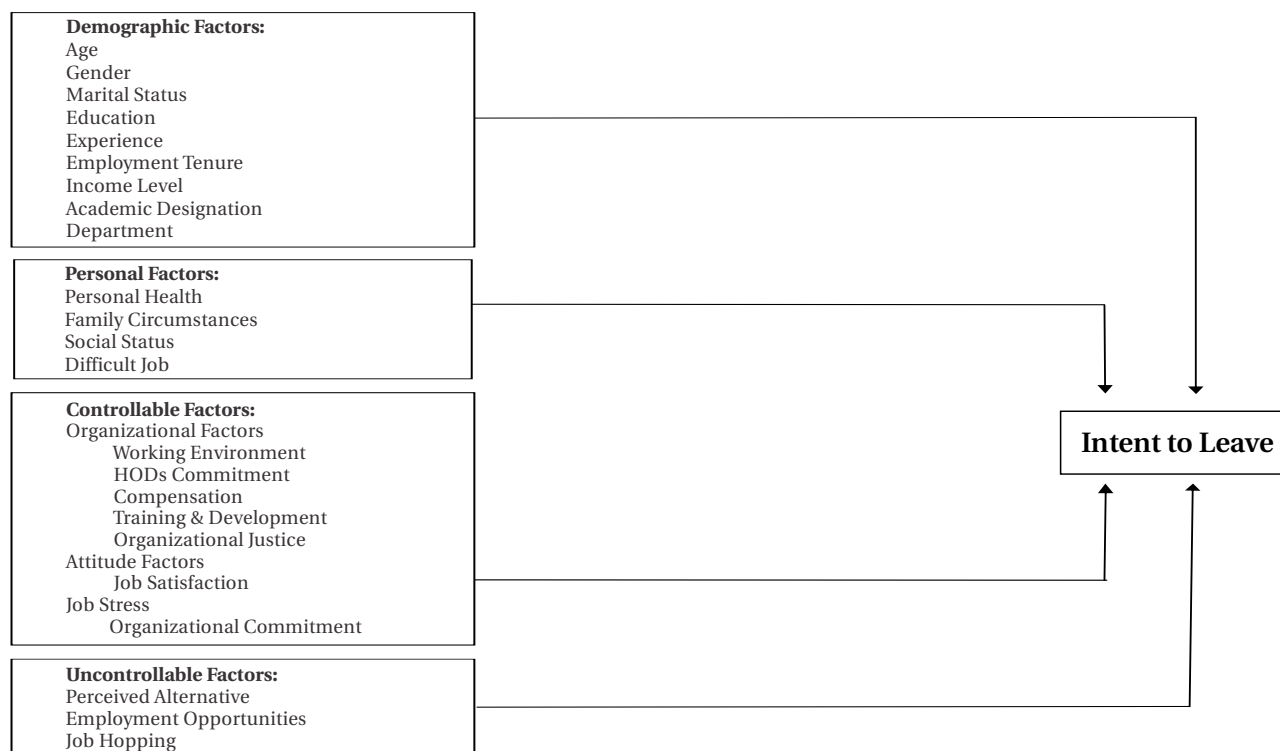 Demographic Factors:
Age
Gender
Marital Status
Education
Experience
Employment Tenure
Income Level
Academic Designation
Department
Personal Factors:
Personal Health
Family Circumstances
Social Status
Difficult Job
Controllable Factors:
Organizational Factors
Working Environment
HODs Commitment
Compensation
Training & Development
Organizational Justice
Attitude Factors
Job Satisfaction
Job Stress
Organizational Commitment
Uncontrollable Factors:
Perceived Alternative
Employment Opportunities
Job Hopping
Intent to Leave